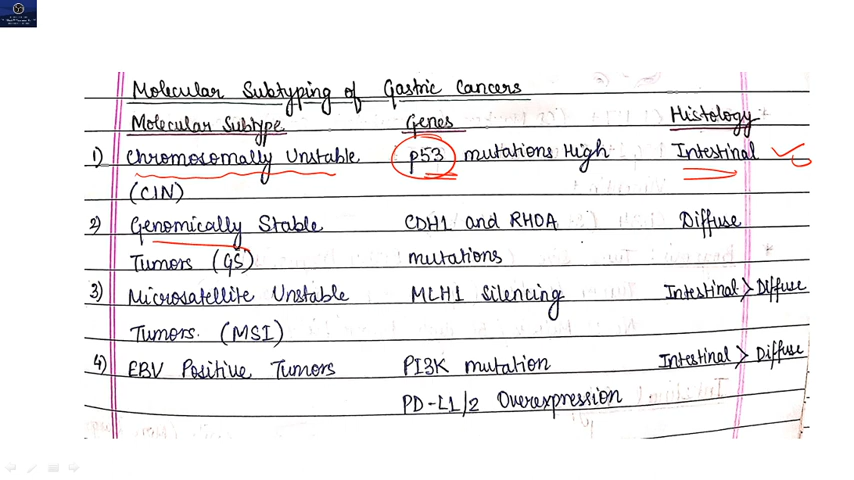 Molecular Subtyping of Gastric Cancers
Molecular Subtype Genes Histology
1) Chromosomally Unstable p53 mutations High Intestinal
(CIN)
2) Genomically Stable CDH1 and RHOA Diffuse
Tumors (GS) mutations
3) Microsatellite Unstable MLH1 Silencing Intestinal > Diffuse
Tumors. (MSI)
4) EBV Positive Tumors PI3K mutation Intestinal > Diffuse
PD-L1/2 Overexpression